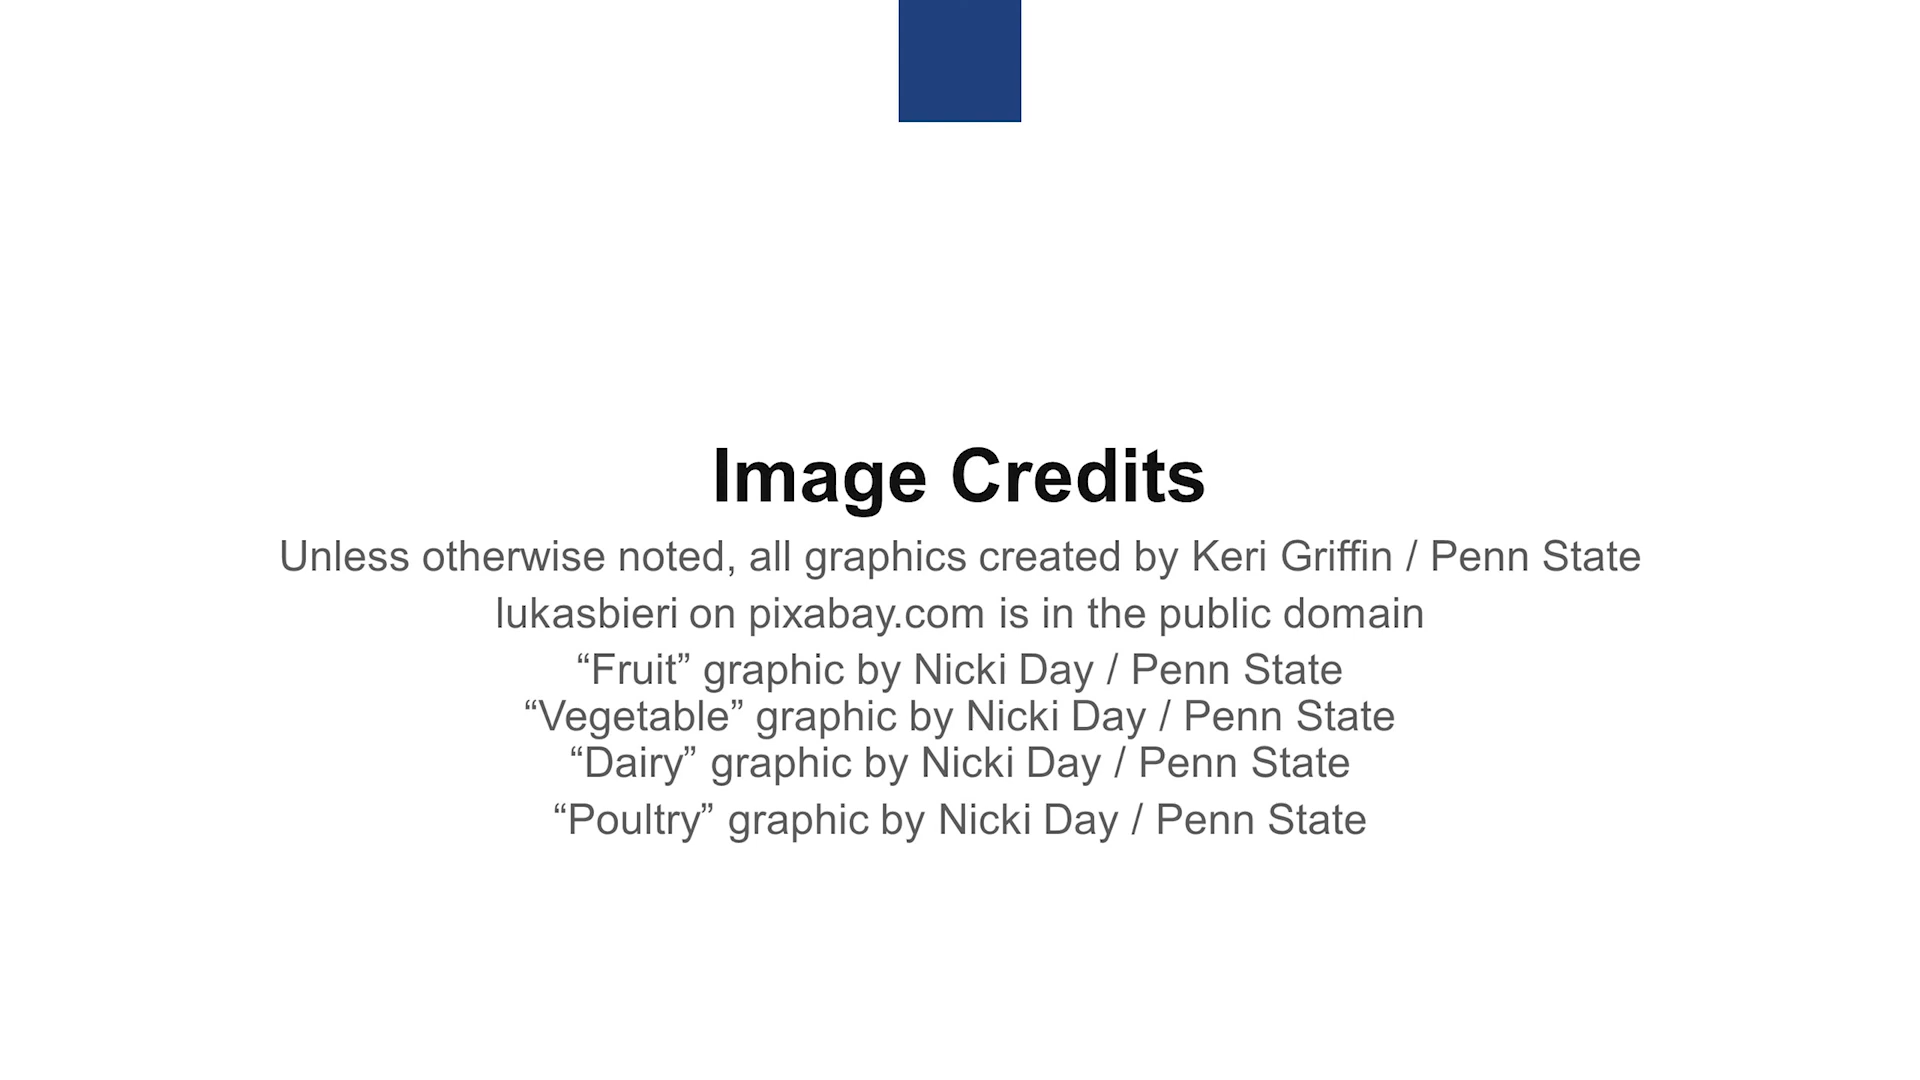 Image Credits
Unless otherwise noted, all graphics created by Keri Griffin / Penn State
lukasbieri on pixabay.com is in the public domain
“Fruit” graphic by Nicki Day / Penn State
“Vegetable” graphic by Nicki Day / Penn State
“Dairy” graphic by Nicki Day / Penn State
“Poultry” graphic by Nicki Day / Penn State